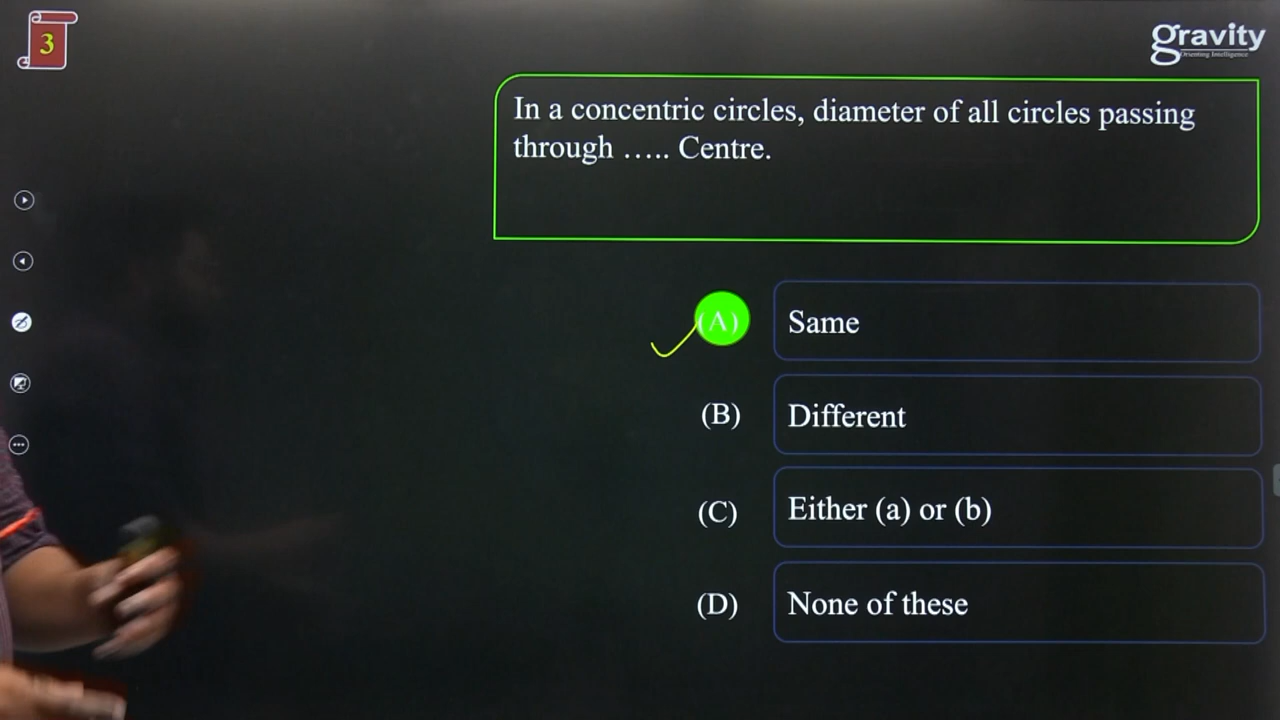 3
gravity
Orienting Intelligence
In a concentric circles, diameter of all circles passing
through ..... Centre.
(A) Same
(B) Different
(C) Either (a) or (b)
(D) None of these